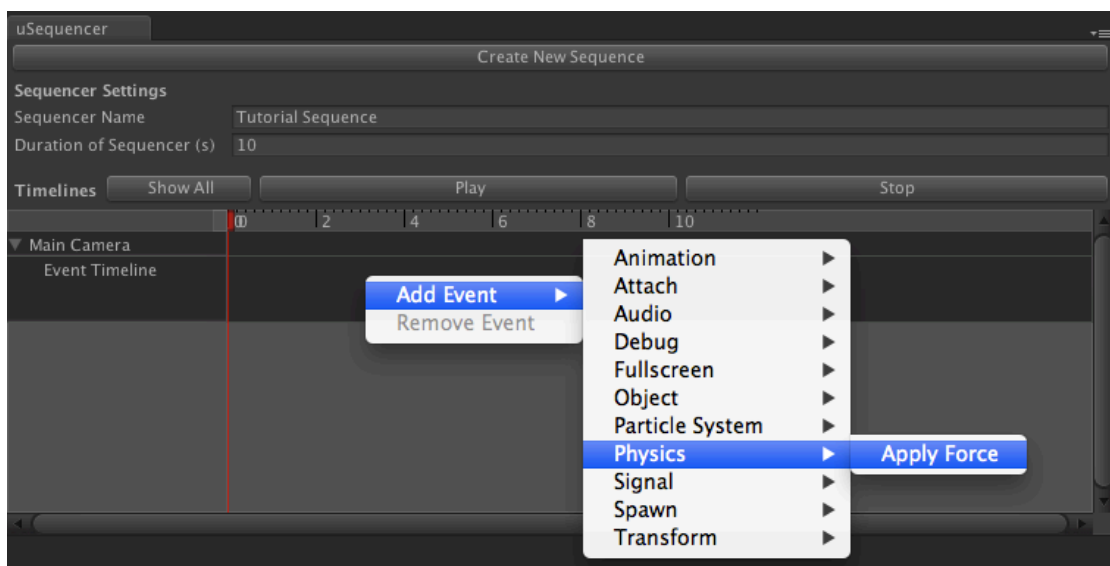 uSequencer
Create New Sequence
Sequencer Settings
Sequencer Name Tutorial Sequence
Duration of Sequencer (s) 10
Timelines Show All Play Stop
0 2 4 6 8 10
Main Camera
Event Timeline
Add Event
Remove Event
Animation
Attach
Audio
Debug
Fullscreen
Object
Particle System
Physics
Signal
Spawn
Transform
Apply Force